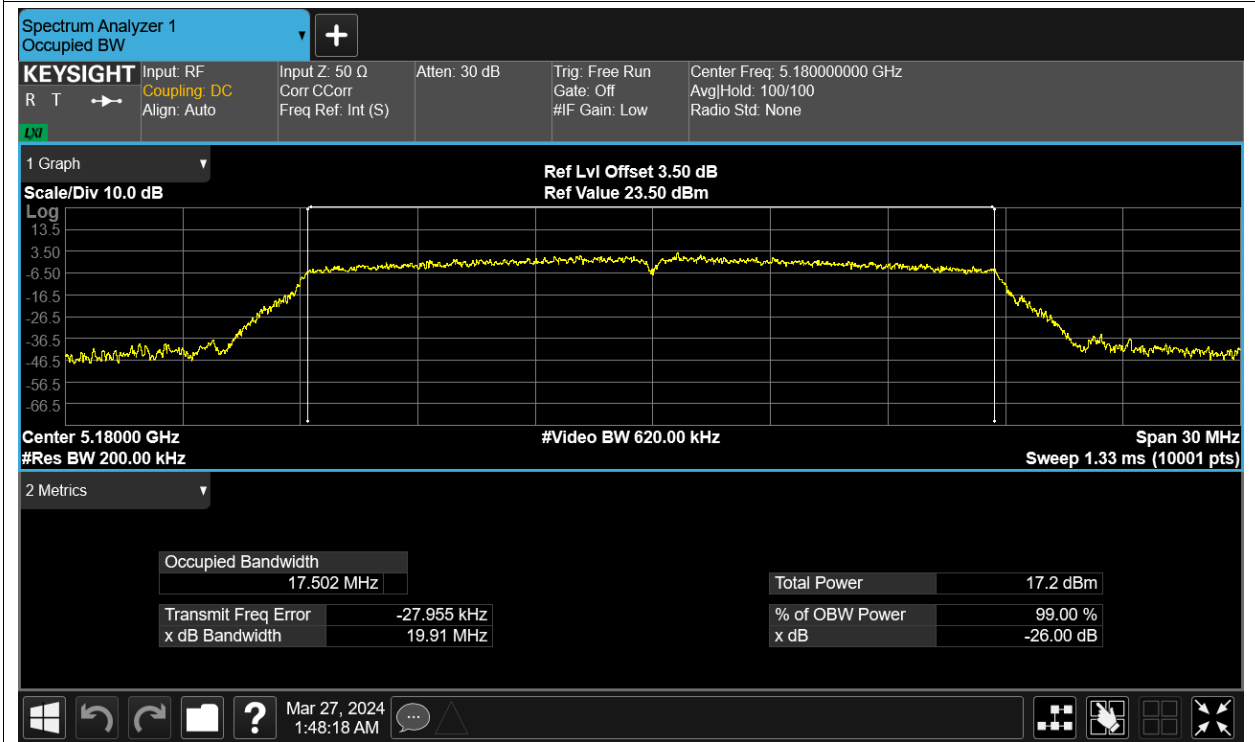 Spectrum Analyzer 1
Occupied BW
KEYSIGHT
R T
LXI
Input: RF
Coupling: DC
Align: Auto
Input Z: 50 Ω
Corr CCorr
Freq Ref: Int (S)
Atten: 30 dB
Trig: Free Run
Gate: Off
#IF Gain: Low
Center Freq: 5.180000000 GHz
Avg|Hold: 100/100
Radio Std: None
1 Graph
Scale/Div 10.0 dB
Ref Lvl Offset 3.50 dB
Ref Value 23.50 dBm
Log
13.5
3.50
-6.50
-16.5
-26.5
-36.5
-46.5
-56.5
-66.5
Center 5.18000 GHz
#Video BW 620.00 kHz
Span 30 MHz
#Res BW 200.00 kHz
Sweep 1.33 ms (10001 pts)
2 Metrics
Occupied Bandwidth
17.502 MHz
Total Power 17.2 dBm
Transmit Freq Error -27.955 kHz
% of OBW Power 99.00 %
x dB Bandwidth 19.91 MHz
x dB -26.00 dB
?
Mar 27, 2024
1:48:18 AM